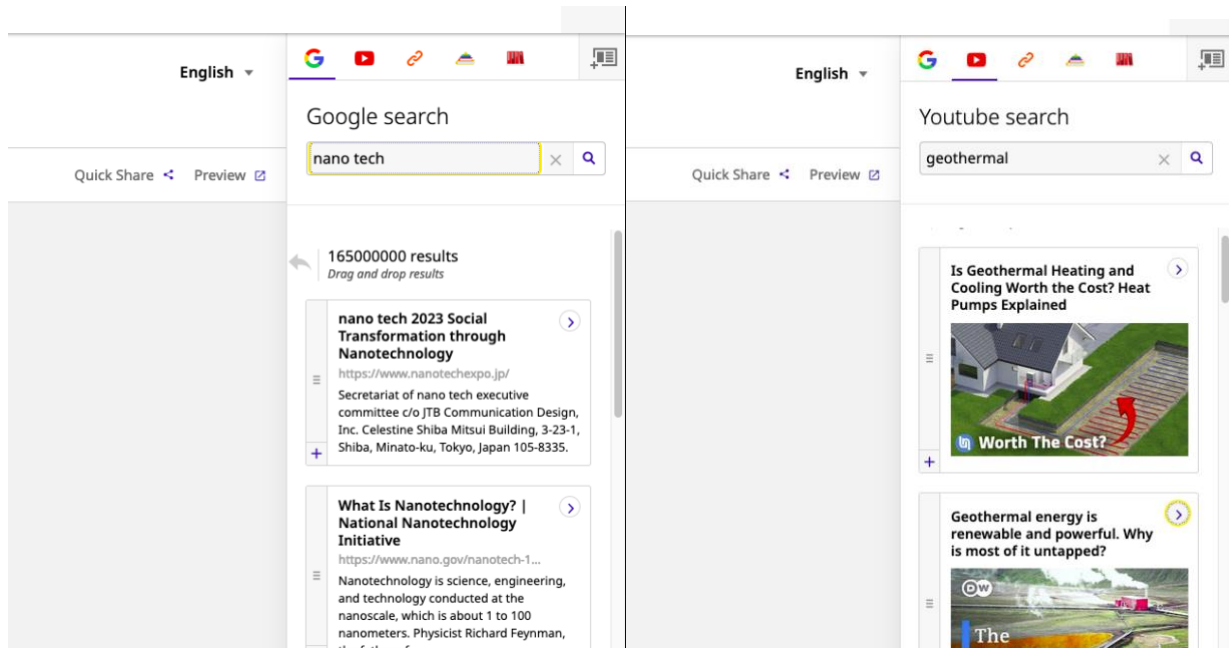 English
Google search
nano tech
Quick Share Preview
165000000 results
Drag and drop results
nano tech 2023 Social
Transformation through
Nanotechnology
https://www.nanotechexpo.jp/
Secretariat of nano tech executive
committee c/o JTB Communication Design,
Inc. Celestine Shiba Mitsui Building, 3-23-1,
Shiba, Minato-ku, Tokyo, Japan 105-8335.
What Is Nanotechnology? |
National Nanotechnology
Initiative
https://www.nano.gov/nanotech-1...
Nanotechnology is science, engineering,
and technology conducted at the
nanoscale, which is about 1 to 100
nanometers. Physicist Richard Feynman,
English
Youtube search
geothermal
Quick Share Preview
Is Geothermal Heating and
Cooling Worth the Cost? Heat
Pumps Explained
Worth The Cost?
Geothermal energy is
renewable and powerful. Why
is most of it untapped?
DW
The